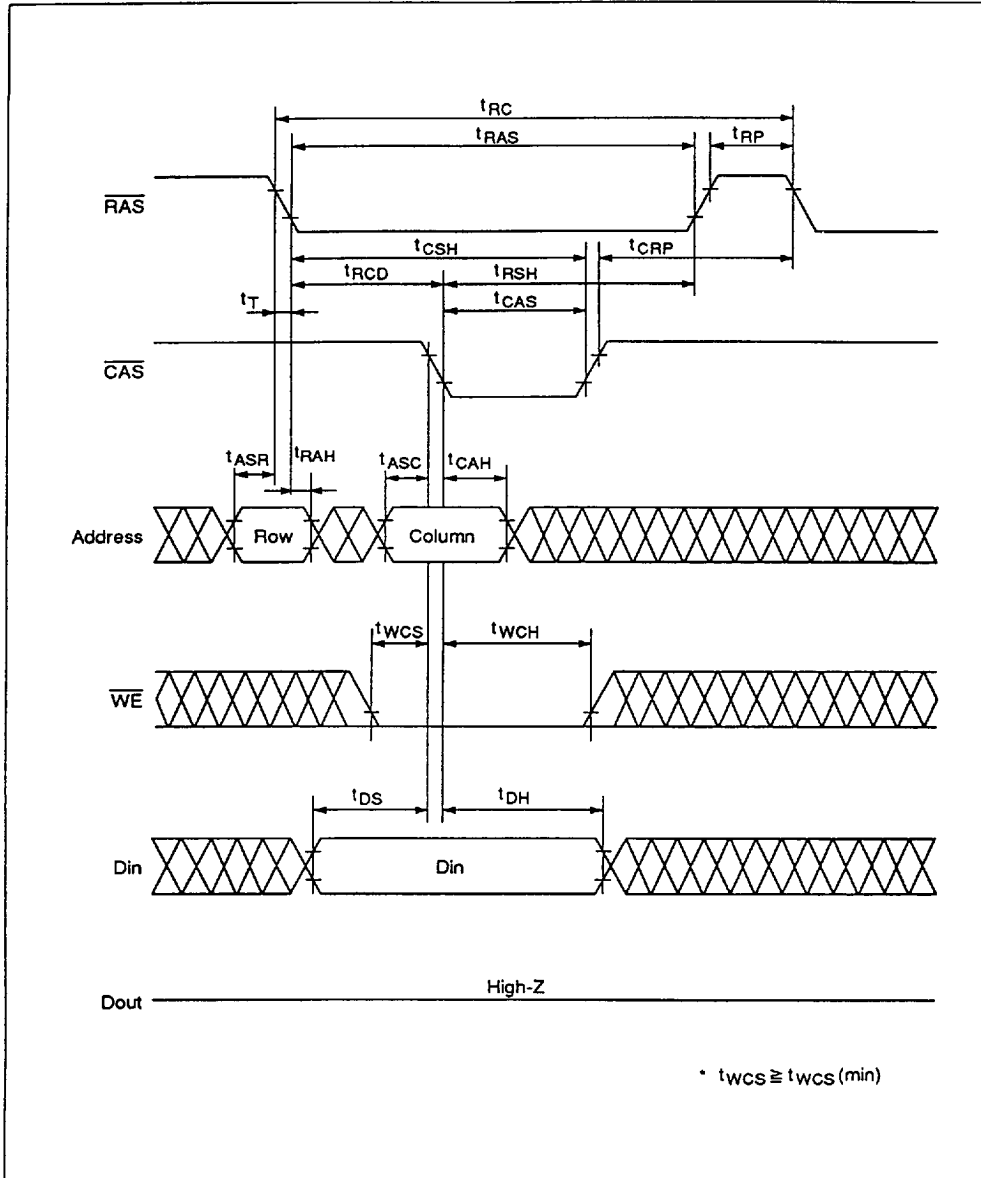 tRC
tRAS
tRP
RAS
tCSH
tCRP
tRCD
tRSH
tT
tCAS
CAS
tASR
tRAH
tASC
tCAH
Address
Row
Column
tWCS
tWCH
WE
tDS
tDH
Din
Din
High-Z
Dout
* tWCS ≧ tWCS (min)